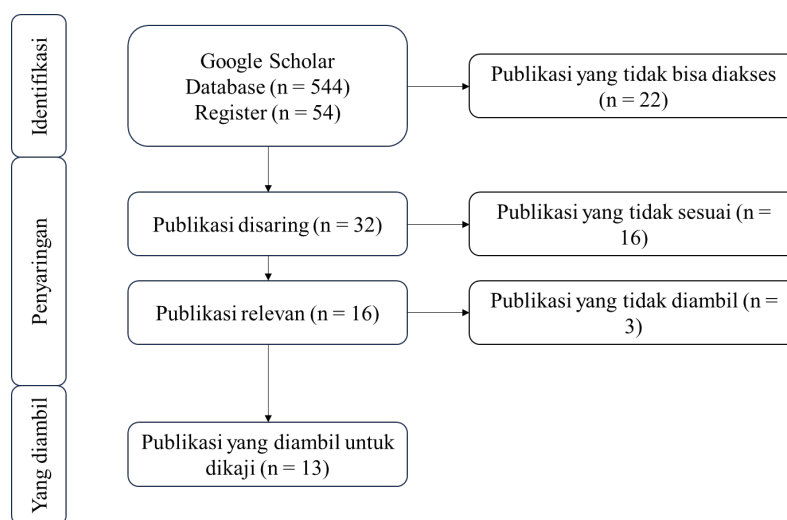 Identifikasi
Google Scholar
Database (n = 544)
Register (n = 54)
Publikasi yang tidak bisa diakses
(n = 22)
Penyaringan
Publikasi disaring (n = 32)
Publikasi yang tidak sesuai (n =
16)
Publikasi relevan (n = 16)
Publikasi yang tidak diambil (n =
3)
Yang diambil
Publikasi yang diambil untuk
dikaji (n = 13)